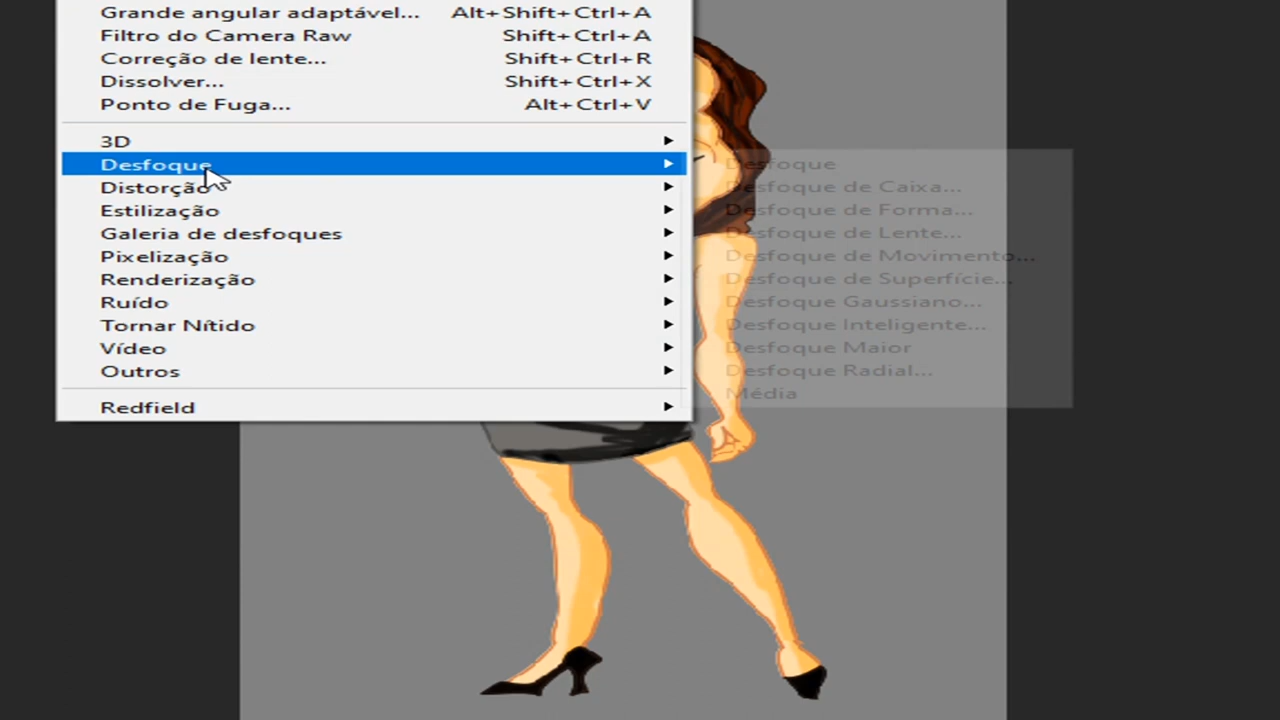 Grande angular adaptável... Alt+Shift+Ctrl+A
Filtro do Camera Raw Shift+Ctrl+A
Correção de lente... Shift+Ctrl+R
Dissolver... Shift+Ctrl+X
Ponto de Fuga... Alt+Ctrl+V
3D
Desfoque
Distorção
Estilização
Galeria de desfoques
Pixelização
Renderização
Ruído
Tornar Nítido
Vídeo
Outros
Redfield
Desfoque
Desfoque de Caixa...
Desfoque de Forma...
Desfoque de Lente...
Desfoque de Movimento...
Desfoque de Superfície...
Desfoque Gaussiano...
Desfoque Inteligente...
Desfoque Maior
Desfoque Radial...
Média